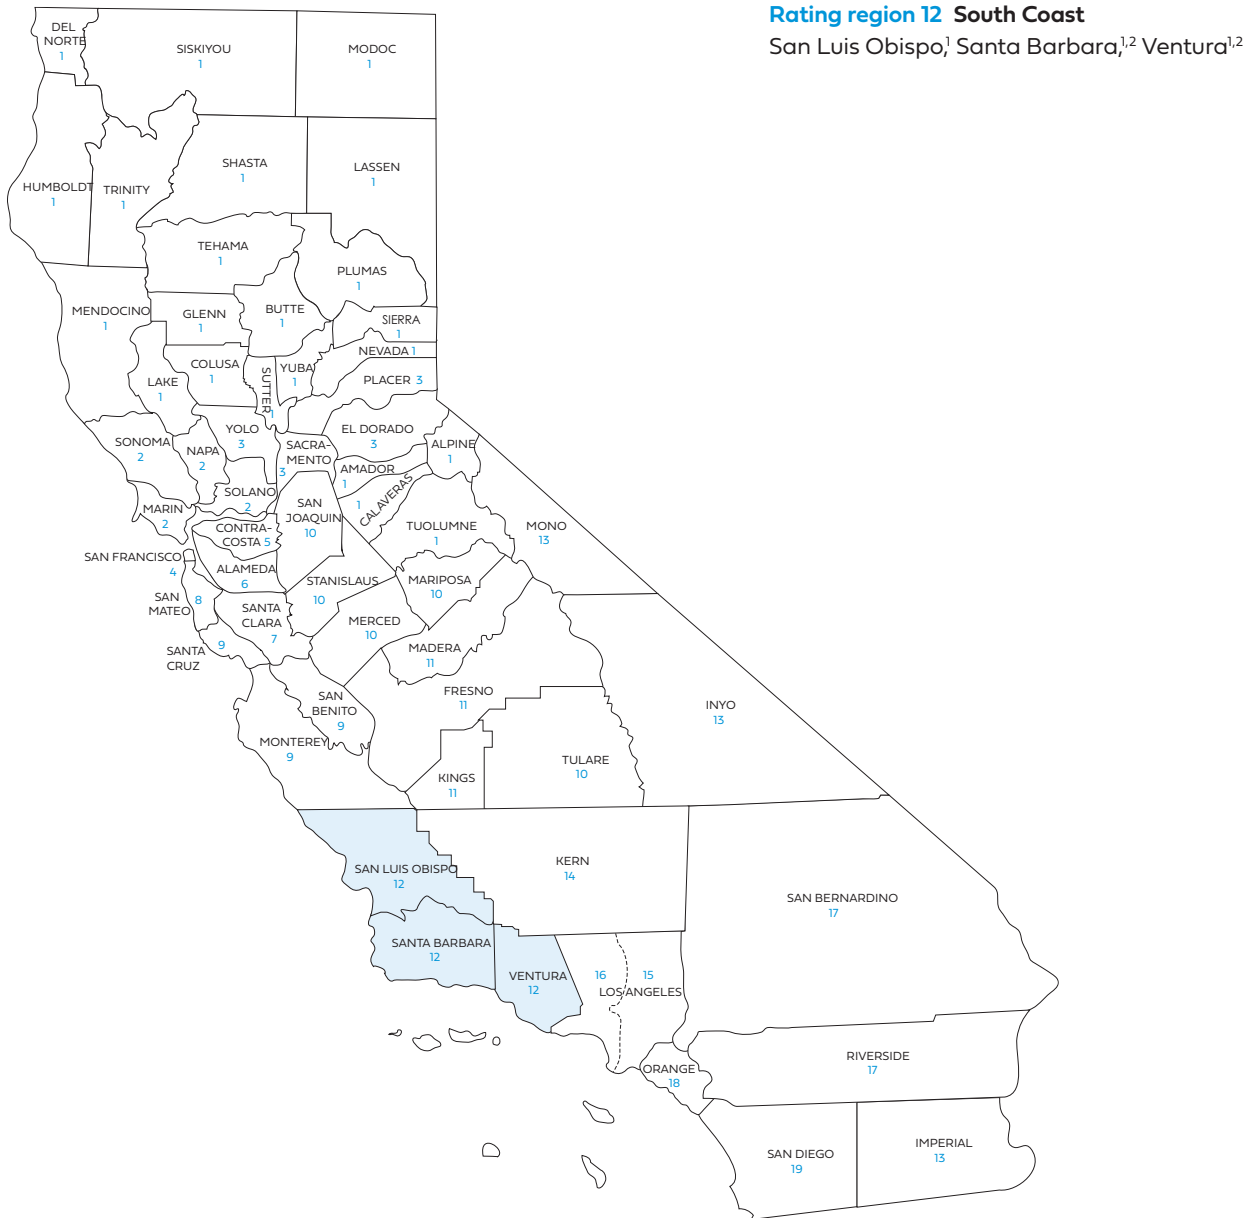 Rating region 12 South Coast
San Luis Obispo,¹ Santa Barbara,¹,² Ventura¹,²
DEL
NORTE
1
SISKIYOU
1
MODOC
1
SHASTA
1
LASSEN
1
HUMBOLDT
1
TRINITY
1
TEHAMA
1
PLUMAS
1
MENDOCINO
1
GLENN
1
BUTTE
1
SIERRA
1
NEVADA 1
COLUSA
1
SUTTER
1
YUBA
1
PLACER 3
LAKE
1
SONOMA
2
NAPA
2
YOLO
3
SACRA-
MENTO
3
EL DORADO
3
ALPINE
1
AMADOR
1
CALAVERAS
1
SOLANO
2
MARIN
2
SAN
JOAQUIN
10
CONTRA-
COSTA 5
TUOLUMNE
1
MONO
13
SAN FRANCISCO
4
ALAMEDA
6
STANISLAUS
10
MARIPOSA
10
SAN
MATEO
8
SANTA
CLARA
7
MERCED
10
SANTA
CRUZ
9
MADERA
11
FRESNO
11
SAN
BENITO
9
INYO
13
MONTEREY
9
KINGS
11
TULARE
10
SAN LUIS OBISPO
12
KERN
14
SAN BERNARDINO
17
SANTA BARBARA
12
VENTURA
12
16
15
LOS ANGELES
ORANGE
18
RIVERSIDE
17
SAN DIEGO
19
IMPERIAL
13